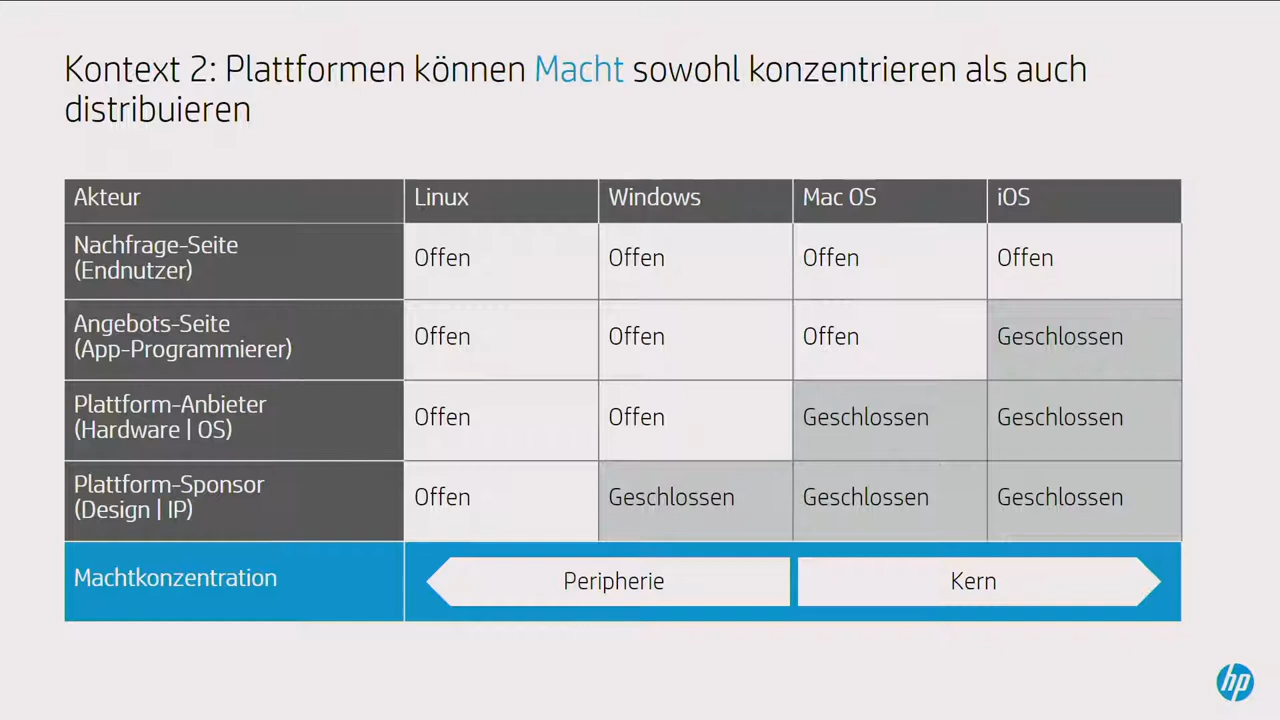 Kontext 2: Plattformen können Macht sowohl konzentrieren als auch
distribuieren
Akteur Linux Windows Mac OS iOS
Nachfrage-Seite
(Endnutzer) Offen Offen Offen Offen
Angebots-Seite
(App-Programmierer) Offen Offen Offen Geschlossen
Plattform-Anbieter
(Hardware | OS) Offen Offen Geschlossen Geschlossen
Plattform-Sponsor
(Design | IP) Offen Geschlossen Geschlossen Geschlossen
Machtkonzentration Peripherie Kern
hp